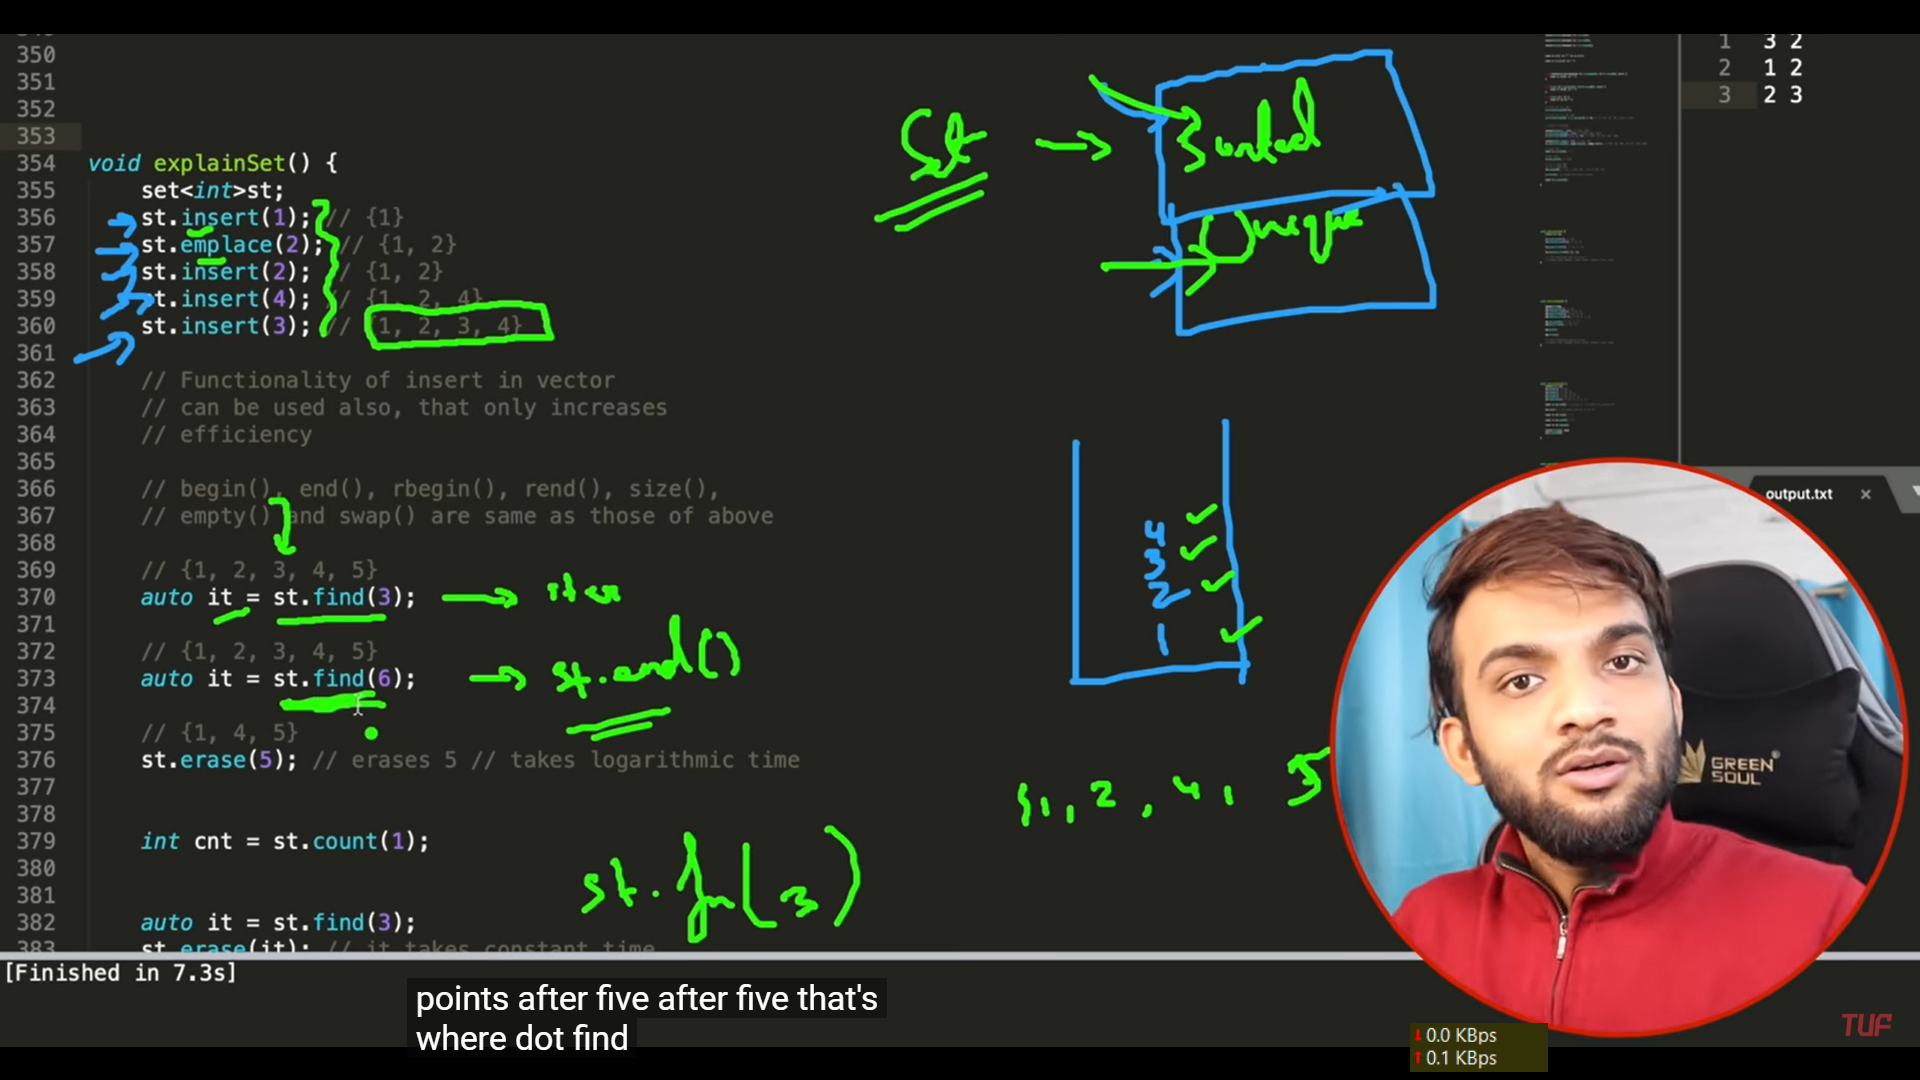 350
351
352
353
354 void explainSet() {
355 set<int>st;
356 st.insert(1); // {1}
357 st.emplace(2); // {1, 2}
358 st.insert(2); // {1, 2}
359 st.insert(4); // {1, 2, 4}
360 st.insert(3); // {1, 2, 3, 4}
361
362 // Functionality of insert in vector
363 // can be used also, that only increases
364 // efficiency
365
366 // begin(), end(), rbegin(), rend(), size(),
367 // empty() and swap() are same as those of above
368
369 // {1, 2, 3, 4, 5}
370 auto it = st.find(3);
371
372 // {1, 2, 3, 4, 5}
373 auto it = st.find(6);
374
375 // {1, 4, 5}
376 st.erase(5); // erases 5 // takes logarithmic time
377
378
379 int cnt = st.count(1);
380
381
382 auto it = st.find(3);
383 st.erase(it); // it takes constant time
[Finished in 7.3s]
Set → Sorted
Unique
4
3
2
1
st.end()
{1, 2, 4, 5
1 3 2
2 1 2
3 2 3
output.txt ×
GREEN
SOUL
points after five after five that's
where dot find
0.0 KBps
0.1 KBps
TUF